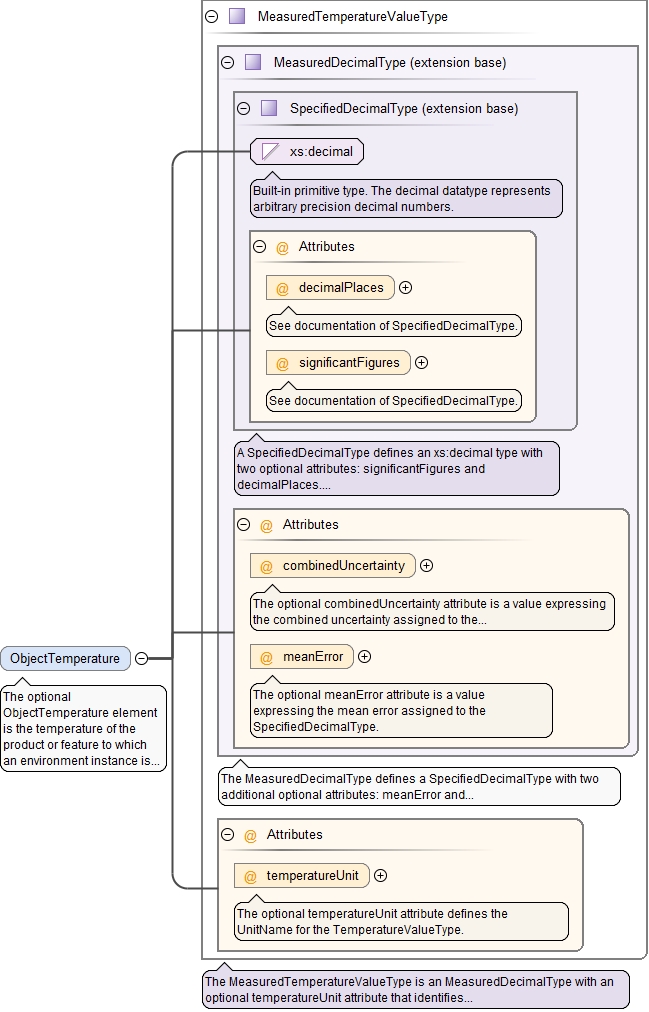 MeasuredTemperatureValueType
MeasuredDecimalType (extension base)
SpecifiedDecimalType (extension base)
xs:decimal
Built-in primitive type. The decimal datatype represents
arbitrary precision decimal numbers.
@ Attributes
@ decimalPlaces
See documentation of SpecifiedDecimalType.
@ significantFigures
See documentation of SpecifiedDecimalType.
A SpecifiedDecimalType defines an xs:decimal type with
two optional attributes: significantFigures and
decimalPlaces....
@ Attributes
@ combinedUncertainty
The optional combinedUncertainty attribute is a value expressing
the combined uncertainty assigned to the...
@ meanError
The optional meanError attribute is a value
expressing the mean error assigned to the
SpecifiedDecimalType.
ObjectTemperature
The optional
ObjectTemperature element
is the temperature of the
product or feature to which
an environment instance is...
The MeasuredDecimalType defines a SpecifiedDecimalType with two
additional optional attributes: meanError and...
@ Attributes
@ temperatureUnit
The optional temperatureUnit attribute defines the
UnitName for the TemperatureValueType.
The MeasuredTemperatureValueType is an MeasuredDecimalType with an
optional temperatureUnit attribute that identifies...